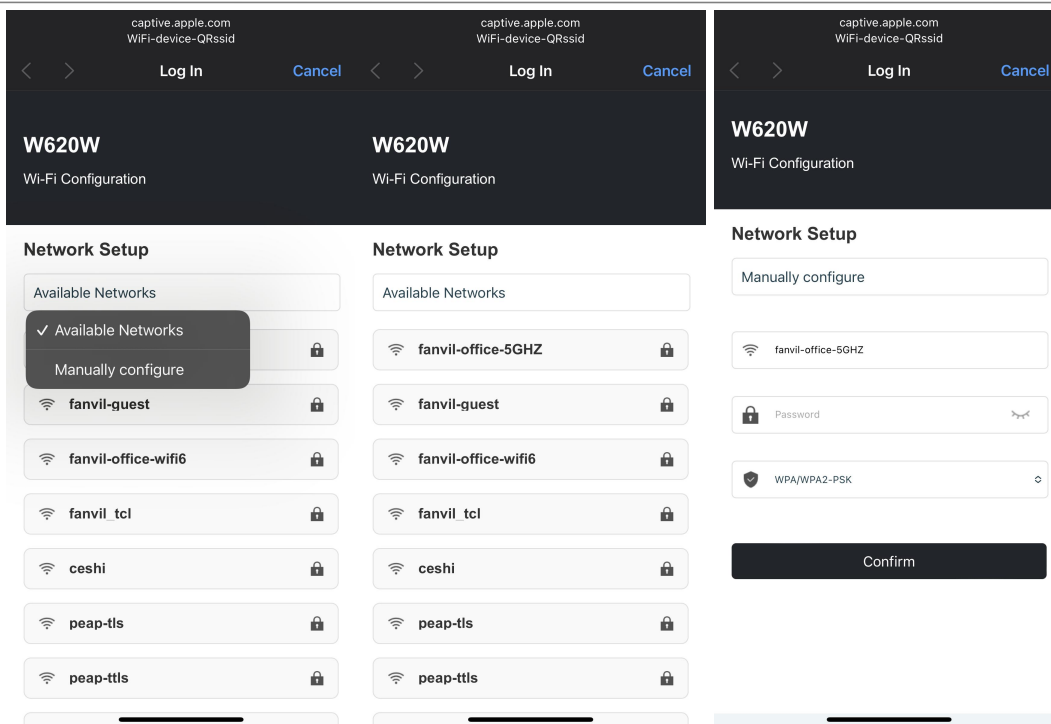 captive.apple.com
WiFi-device-QRssid
Log In
Cancel
W620W
Wi-Fi Configuration
Network Setup
Available Networks
✓ Available Networks
Manually configure
fanvil-guest
fanvil-office-wifi6
fanvil_tcl
ceshi
peap-tls
peap-ttls
captive.apple.com
WiFi-device-QRssid
Log In
Cancel
W620W
Wi-Fi Configuration
Network Setup
Available Networks
fanvil-office-5GHZ
fanvil-guest
fanvil-office-wifi6
fanvil_tcl
ceshi
peap-tls
peap-ttls
captive.apple.com
WiFi-device-QRssid
Log In
Cancel
W620W
Wi-Fi Configuration
Network Setup
Manually configure
fanvil-office-5GHZ
Password
WPA/WPA2-PSK
Confirm